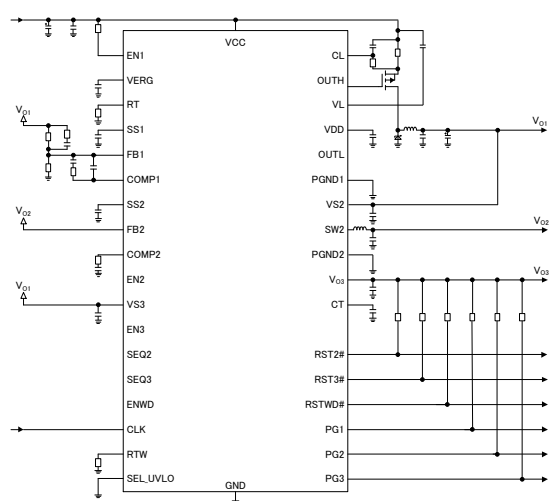 VCC
EN1
VERG
RT
SS1
FB1
COMP1
SS2
FB2
COMP2
EN2
VS3
EN3
SEQ2
SEQ3
ENWD
CLK
RTW
SEL_UVLO
GND
CL
OUTH
VL
VDD
OUTL
PGND1
VS2
SW2
PGND2
VO3
CT
RST2#
RST3#
RSTWD#
PG1
PG2
PG3
VO1
VO2
VO1
VO1
VO2
VO3